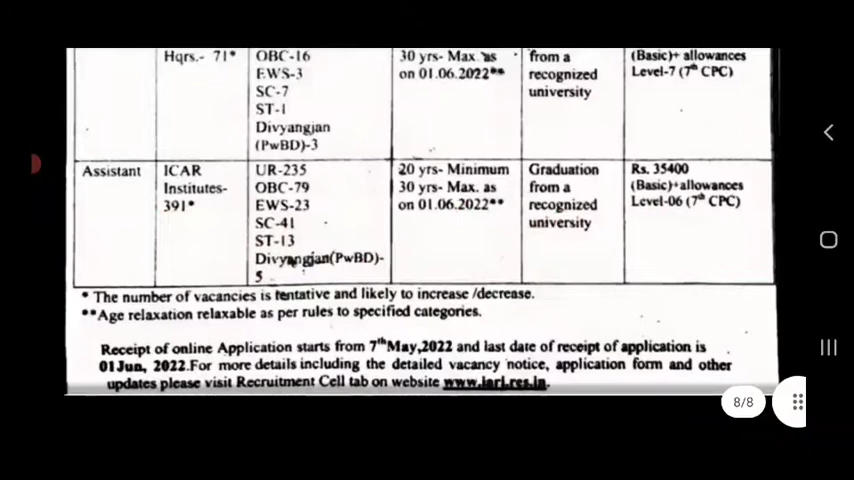 Hqrs.- 71*
OBC-16
EWS-3
SC-7
ST-1
Divyangjan
(PwBD)-3
30 yrs- Max. as
on 01.06.2022**
from a
recognized
university
(Basic)+ allowances
Level-7 (7th CPC)
Assistant
ICAR
Institutes-
391*
UR-235
OBC-79
EWS-23
SC-41
ST-13
Divyangjan(PwBD)-
5
20 yrs- Minimum
30 yrs- Max. as
on 01.06.2022**
Graduation
from a
recognized
university
Rs. 35400
(Basic)+allowances
Level-06 (7th CPC)
* The number of vacancies is tentative and likely to increase /decrease.
**Age relaxation relaxable as per rules to specified categories.
Receipt of online Application starts from 7th May,2022 and last date of receipt of application is
01Jun, 2022.For more details including the detailed vacancy notice, application form and other
updates please visit Recruitment Cell tab on website www.iari.res.in.
8/8